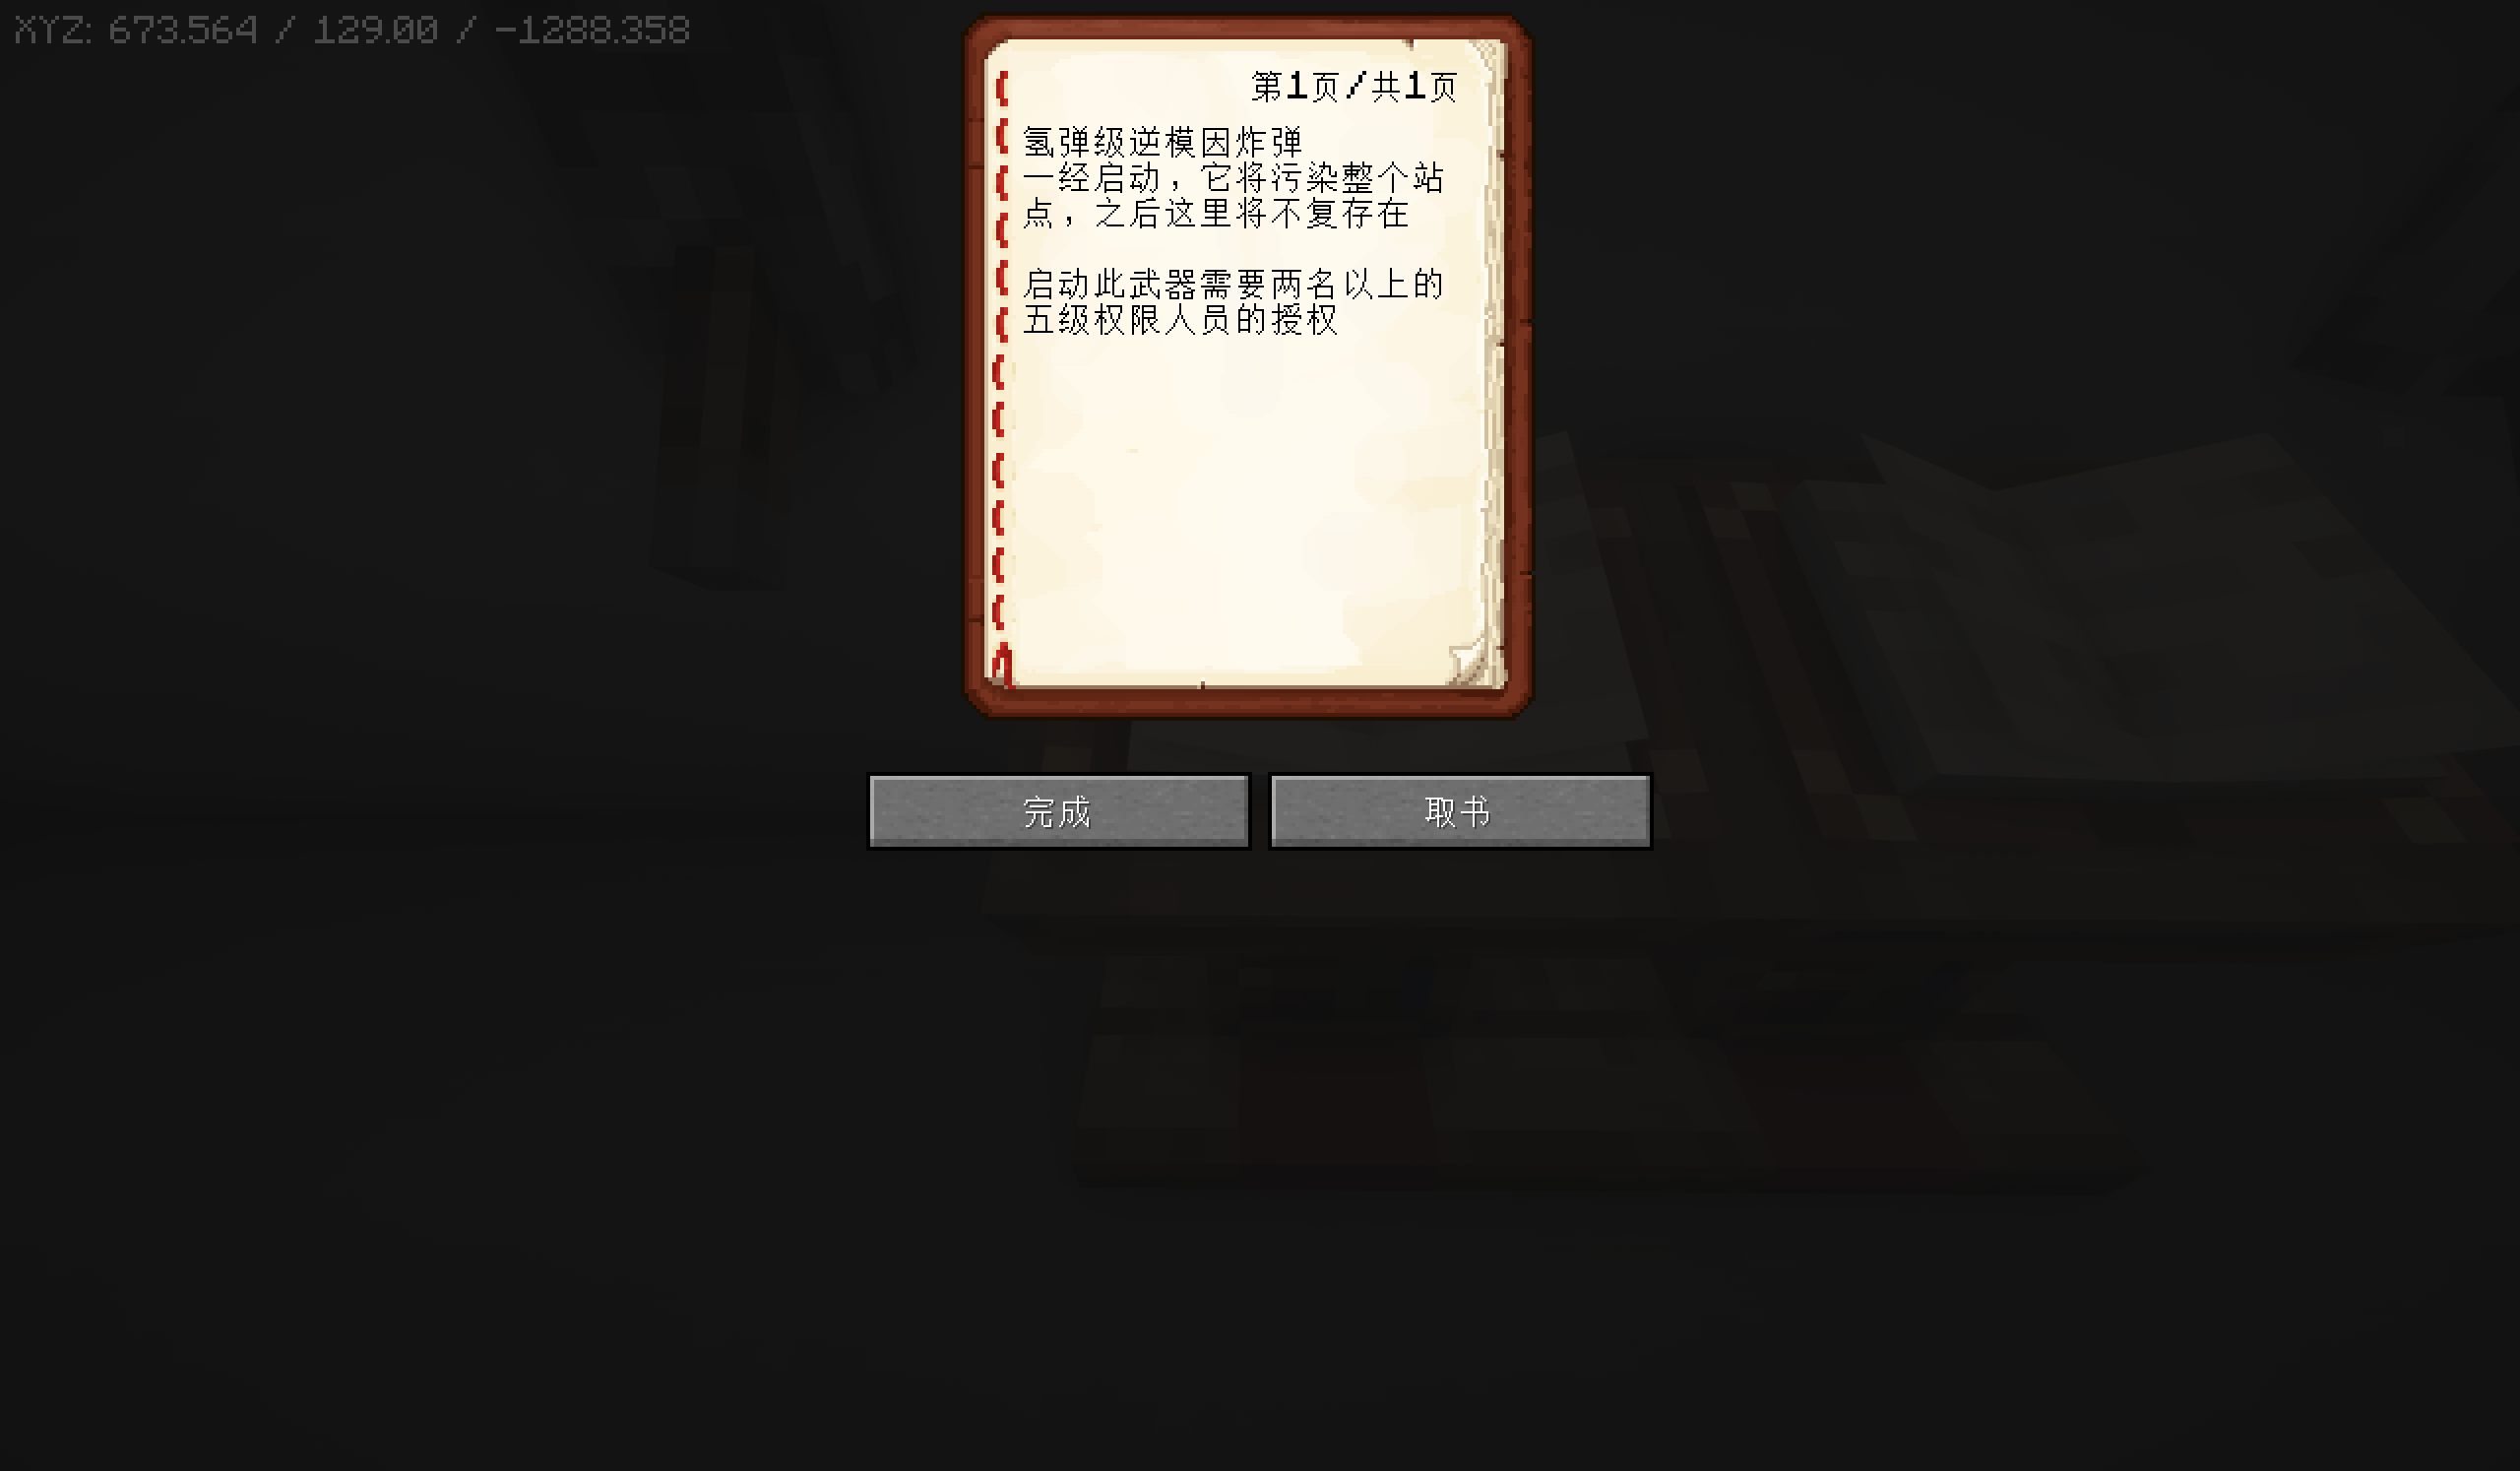 XYZ: 673.564 / 129.00 / -1288.358
第1页/共1页
氢弹级逆模因炸弹
一经启动，它将污染整个站
点，之后这里将不复存在
启动此武器需要两名以上的
五级权限人员的授权
完成
取书